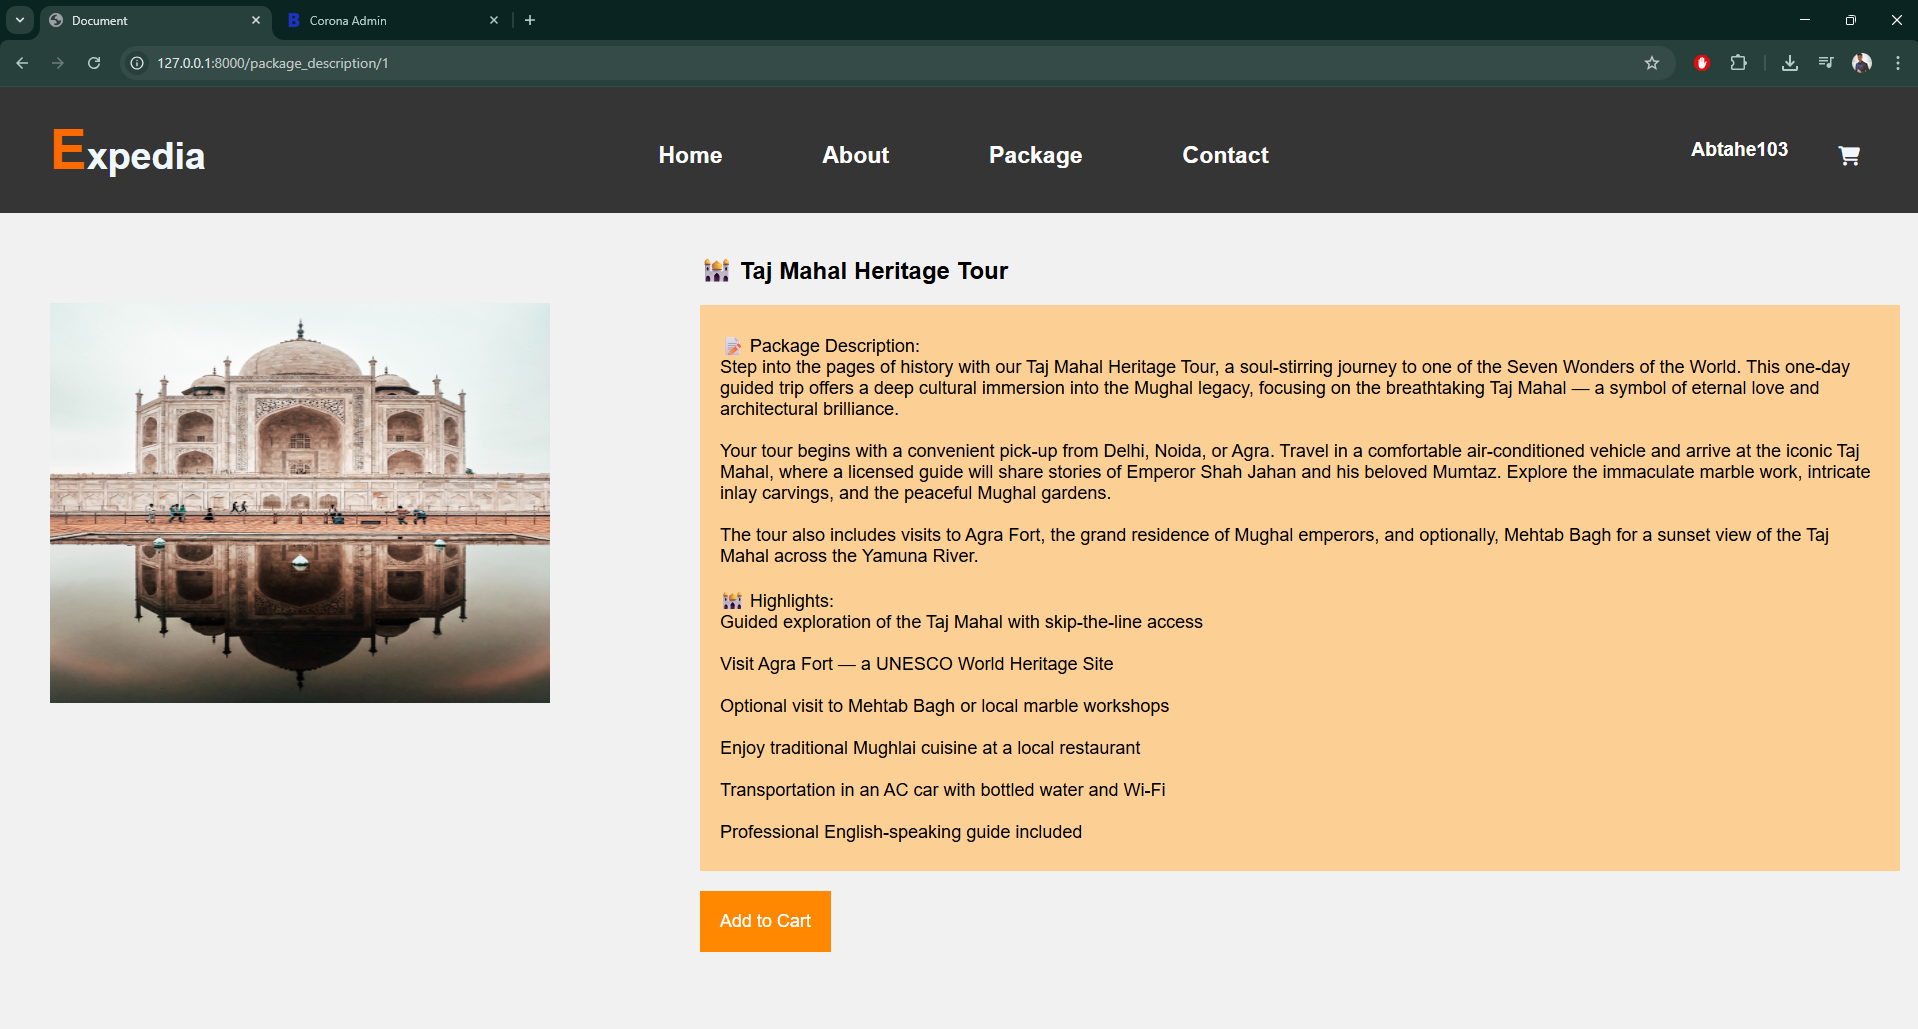 Document
Corona Admin
127.0.0.1:8000/package_description/1
Expedia
Home
About
Package
Contact
Abtahe103
Taj Mahal Heritage Tour
Package Description:
Step into the pages of history with our Taj Mahal Heritage Tour, a soul-stirring journey to one of the Seven Wonders of the World. This one-day
guided trip offers a deep cultural immersion into the Mughal legacy, focusing on the breathtaking Taj Mahal — a symbol of eternal love and
architectural brilliance.
Your tour begins with a convenient pick-up from Delhi, Noida, or Agra. Travel in a comfortable air-conditioned vehicle and arrive at the iconic Taj
Mahal, where a licensed guide will share stories of Emperor Shah Jahan and his beloved Mumtaz. Explore the immaculate marble work, intricate
inlay carvings, and the peaceful Mughal gardens.
The tour also includes visits to Agra Fort, the grand residence of Mughal emperors, and optionally, Mehtab Bagh for a sunset view of the Taj
Mahal across the Yamuna River.
Highlights:
Guided exploration of the Taj Mahal with skip-the-line access
Visit Agra Fort — a UNESCO World Heritage Site
Optional visit to Mehtab Bagh or local marble workshops
Enjoy traditional Mughlai cuisine at a local restaurant
Transportation in an AC car with bottled water and Wi-Fi
Professional English-speaking guide included
Add to Cart